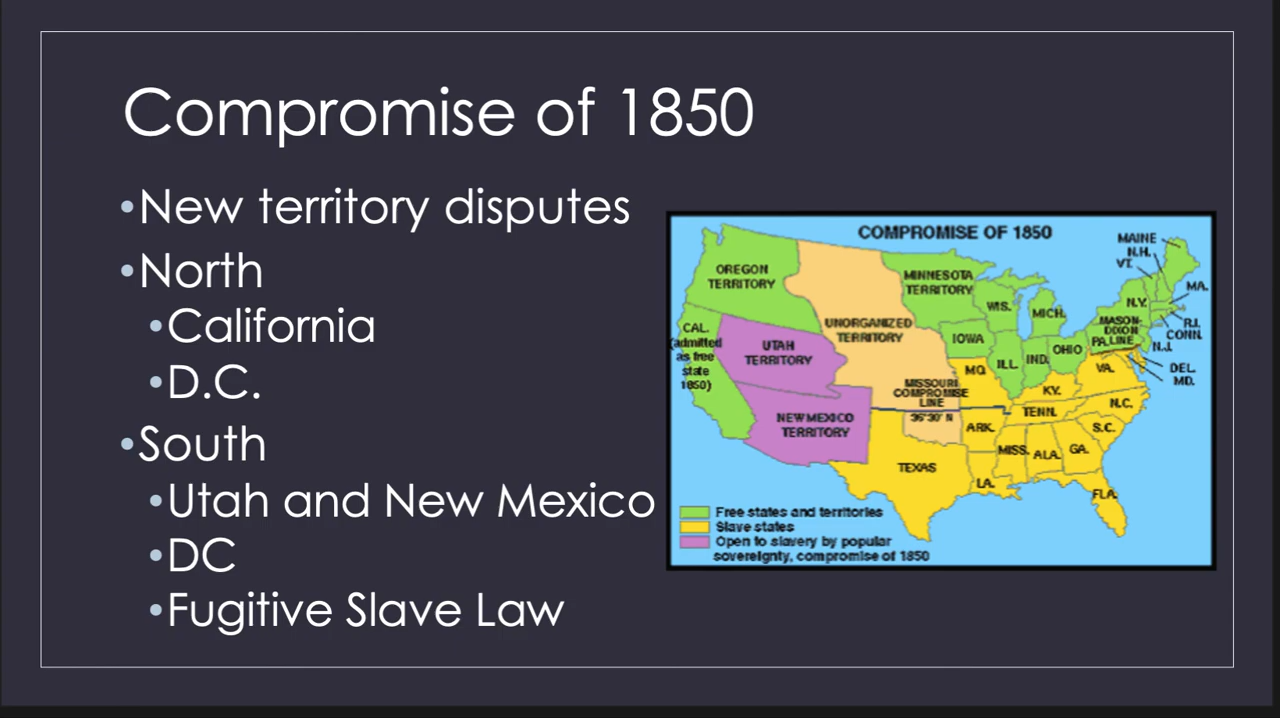 Compromise of 1850
•New territory disputes
•North
•California
•D.C.
•South
•Utah and New Mexico
•DC
•Fugitive Slave Law
COMPROMISE OF 1850
OREGON
TERRITORY
UNORGANIZED
TERRITORY
MINNESOTA
TERRITORY
CAL.
(admitted
as free
state
1850)
UTAH
TERRITORY
NEW MEXICO
TERRITORY
MISSOURI
COMPROMISE
LINE
36°30' N
WIS.
MICH.
IOWA
ILL.
IND.
OHIO
PA.
MASON-
DIXON
LINE
N.Y.
MAINE
N.H.
VT.
MA.
R.I.
CONN.
N.J.
DEL.
MD.
MO.
KY.
VA.
TENN.
N.C.
ARK.
S.C.
MISS.
ALA.
GA.
TEXAS
LA.
FLA.
Free states and territories
Slave states
Open to slavery by popular
sovereignty, compromise of 1850